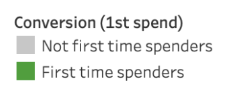 Conversion (1st spend)
Not first time spenders
First time spenders